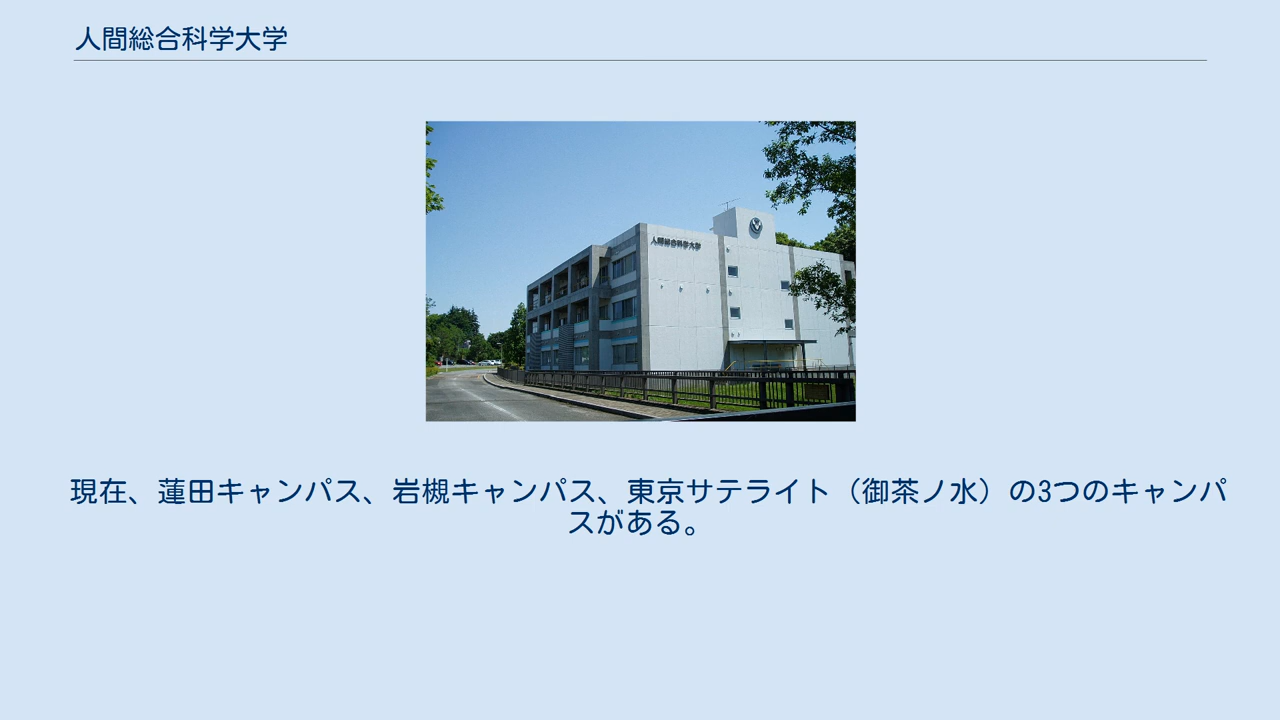 人間総合科学大学
人間総合科学大学
現在、蓮田キャンパス、岩槻キャンパス、東京サテライト（御茶ノ水）の3つのキャンパ
スがある。